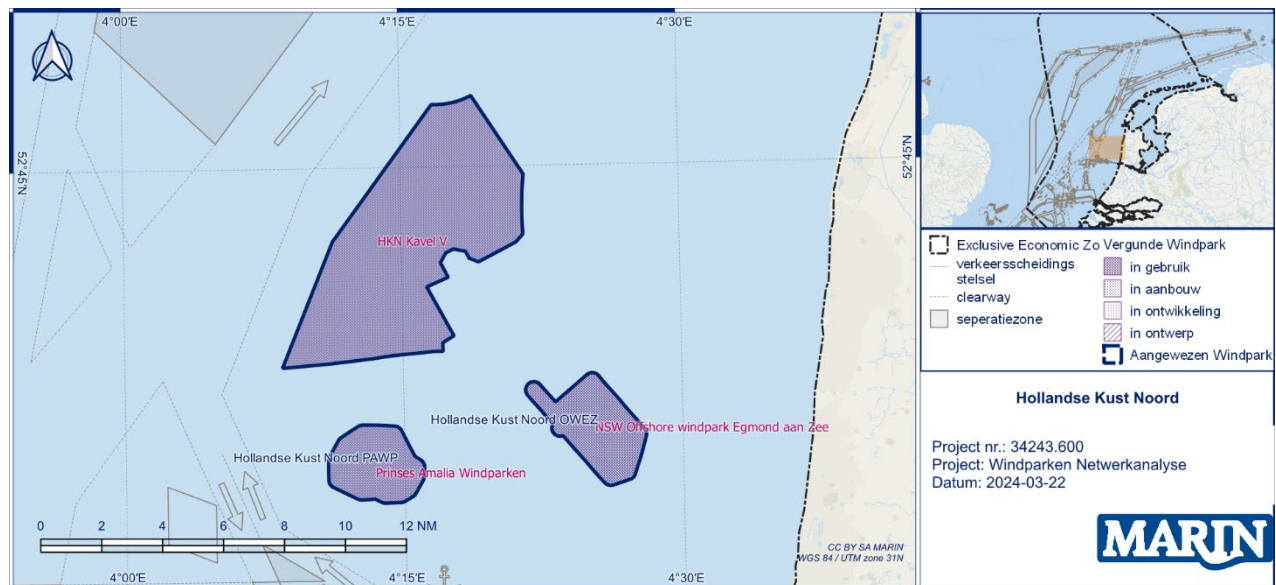 4°00'E
4°15'E
4°30'E
52°45'N
52°45'N
HKN Kavel V
Hollandse Kust Noord OWEZ
NSW Offshore windpark Egmond aan Zee
Hollandse Kust Noord PAWP
Prinses Amalia Windparken
0 2 4 6 8 10 12 NM
CC BY SA MARIN
WGS 84 / UTM zone 31N
4°00'E
4°15'E
4°30'E
Exclusive Economic Zo
verkeersscheidings
stelsel
clearway
seperatiezone
Vergunde Windpark
in gebruik
in aanbouw
in ontwikkeling
in ontwerp
Aangewezen Windpark
Hollandse Kust Noord
Project nr.: 34243.600
Project: Windparken Netwerkanalyse
Datum: 2024-03-22
MARIN